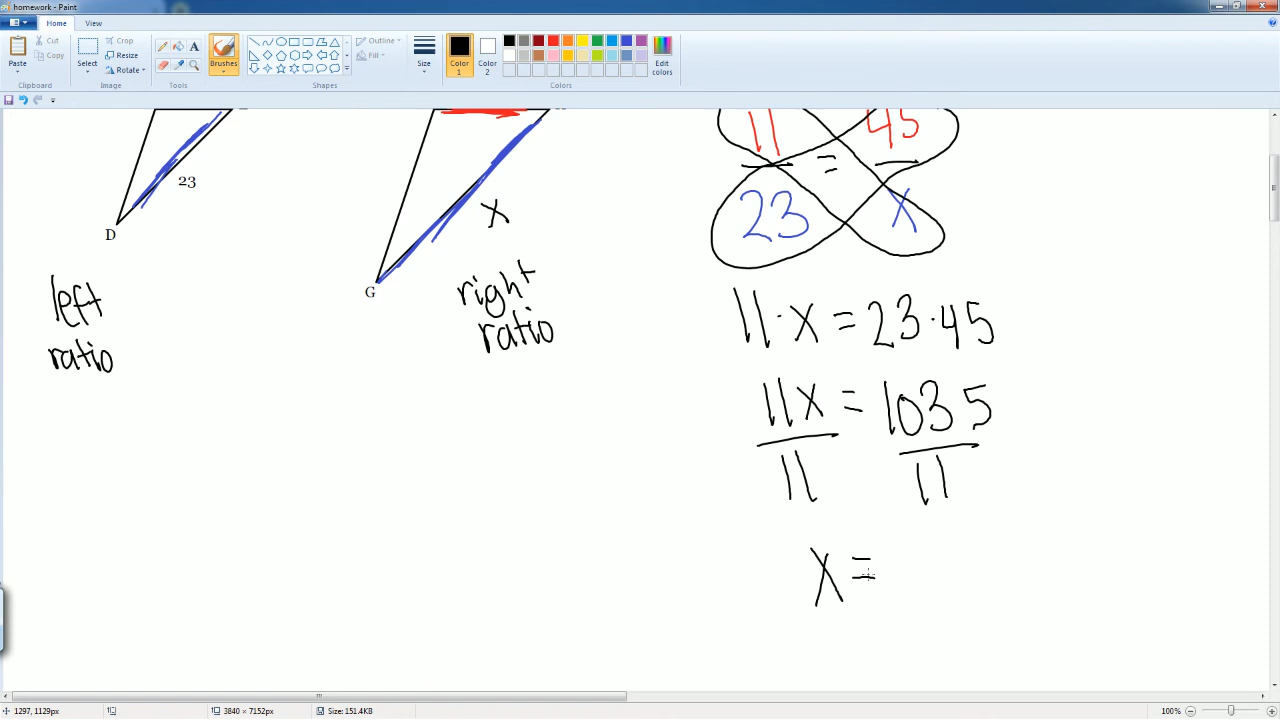 homework - Paint
Home View
Paste
Cut
Copy
Clipboard
Select
Crop
Resize
Rotate
Image
A
Tools
Brushes
Outline
Fill
Shapes
Size
Color 1
Color 2
Edit colors
Colors
23
D
x
G
left
ratio
right
ratio
11 = 45
23 x
11 · x = 23 · 45
11x = 1035
11 11
x =
1297, 1129px
3840 × 7152px
Size: 151.4KB
100%